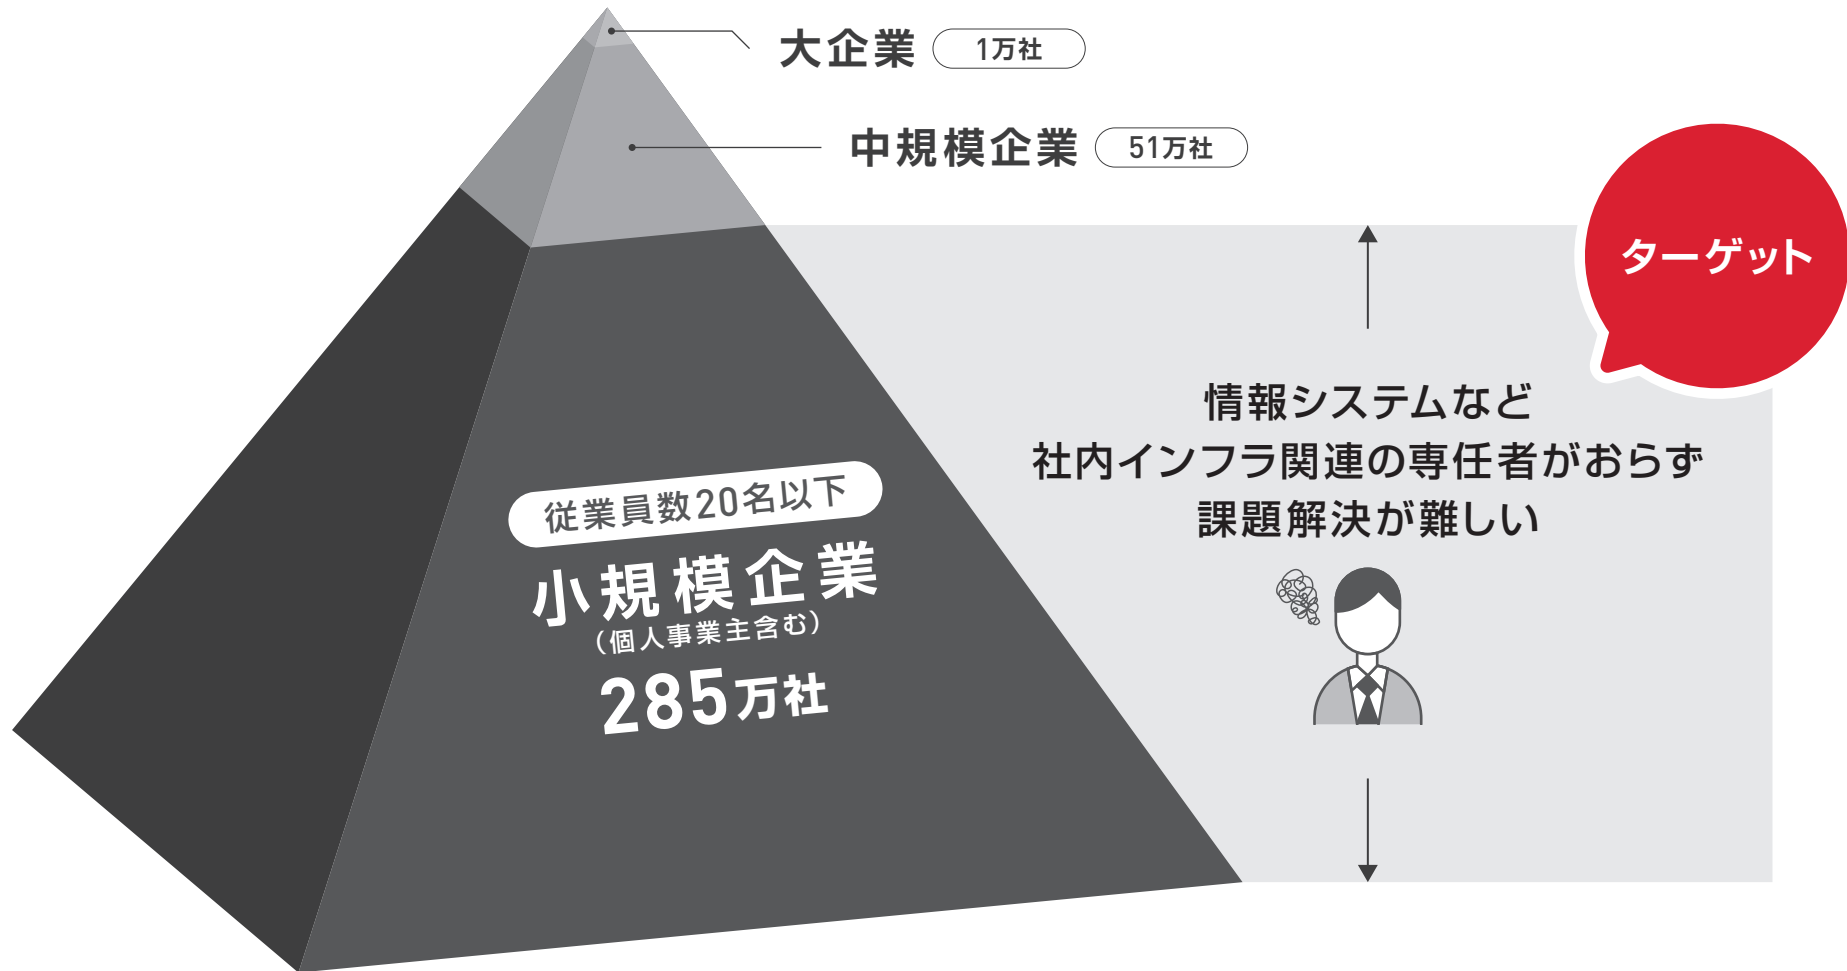 大企業 1万社
中規模企業 51万社
ターゲット
情報システムなど
社内インフラ関連の専任者がおらず
課題解決が難しい
従業員数20名以下
小規模企業
（個人事業主含む）
285万社